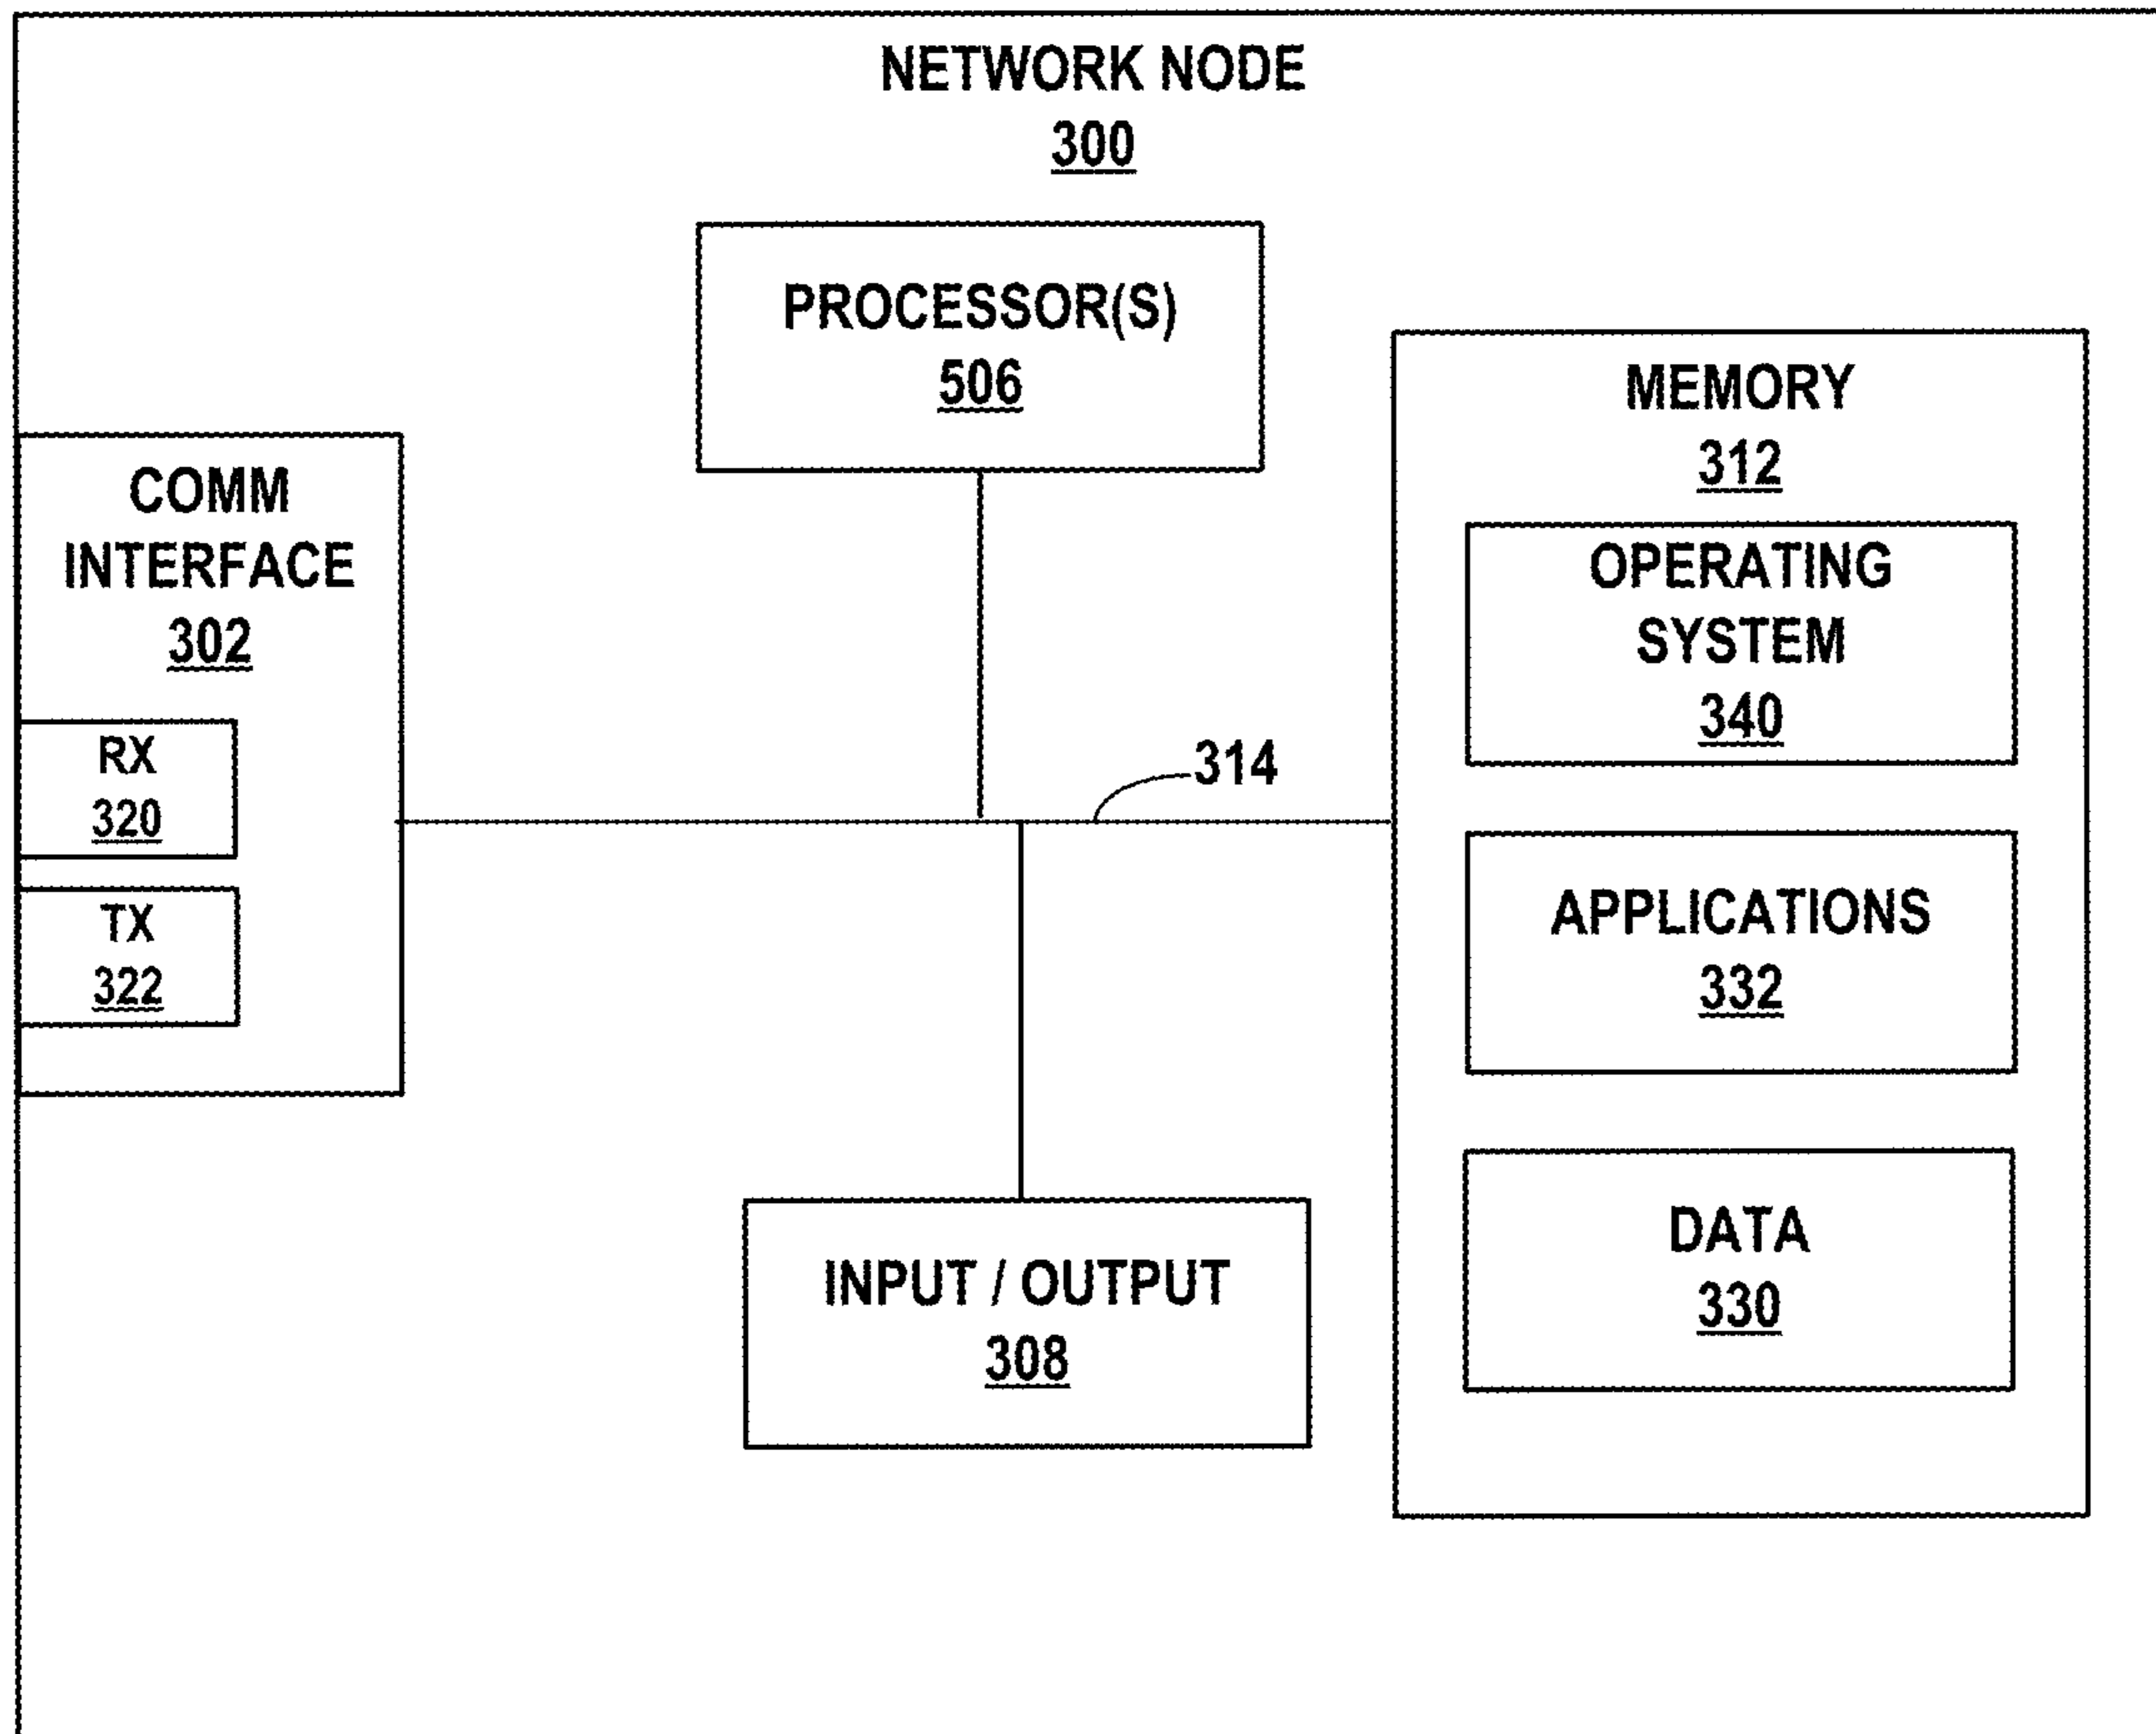 NETWORK NODE
300
PROCESSOR(S)
506
MEMORY
312
COMM
INTERFACE
302
OPERATING
SYSTEM
340
RX
320
314
TX
322
APPLICATIONS
332
INPUT / OUTPUT
308
DATA
330